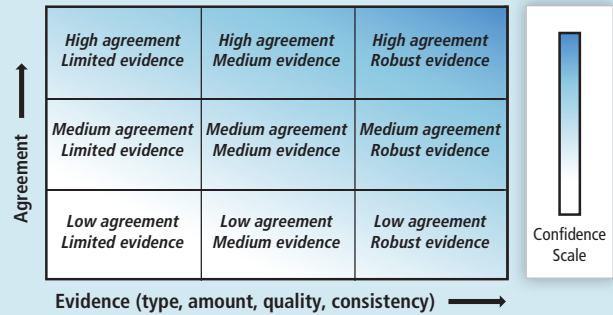 High agreement
Limited evidence
High agreement
Medium evidence
High agreement
Robust evidence
Medium agreement
Limited evidence
Medium agreement
Medium evidence
Medium agreement
Robust evidence
Low agreement
Limited evidence
Low agreement
Medium evidence
Low agreement
Robust evidence
Agreement
Evidence (type, amount, quality, consistency)
Confidence
Scale